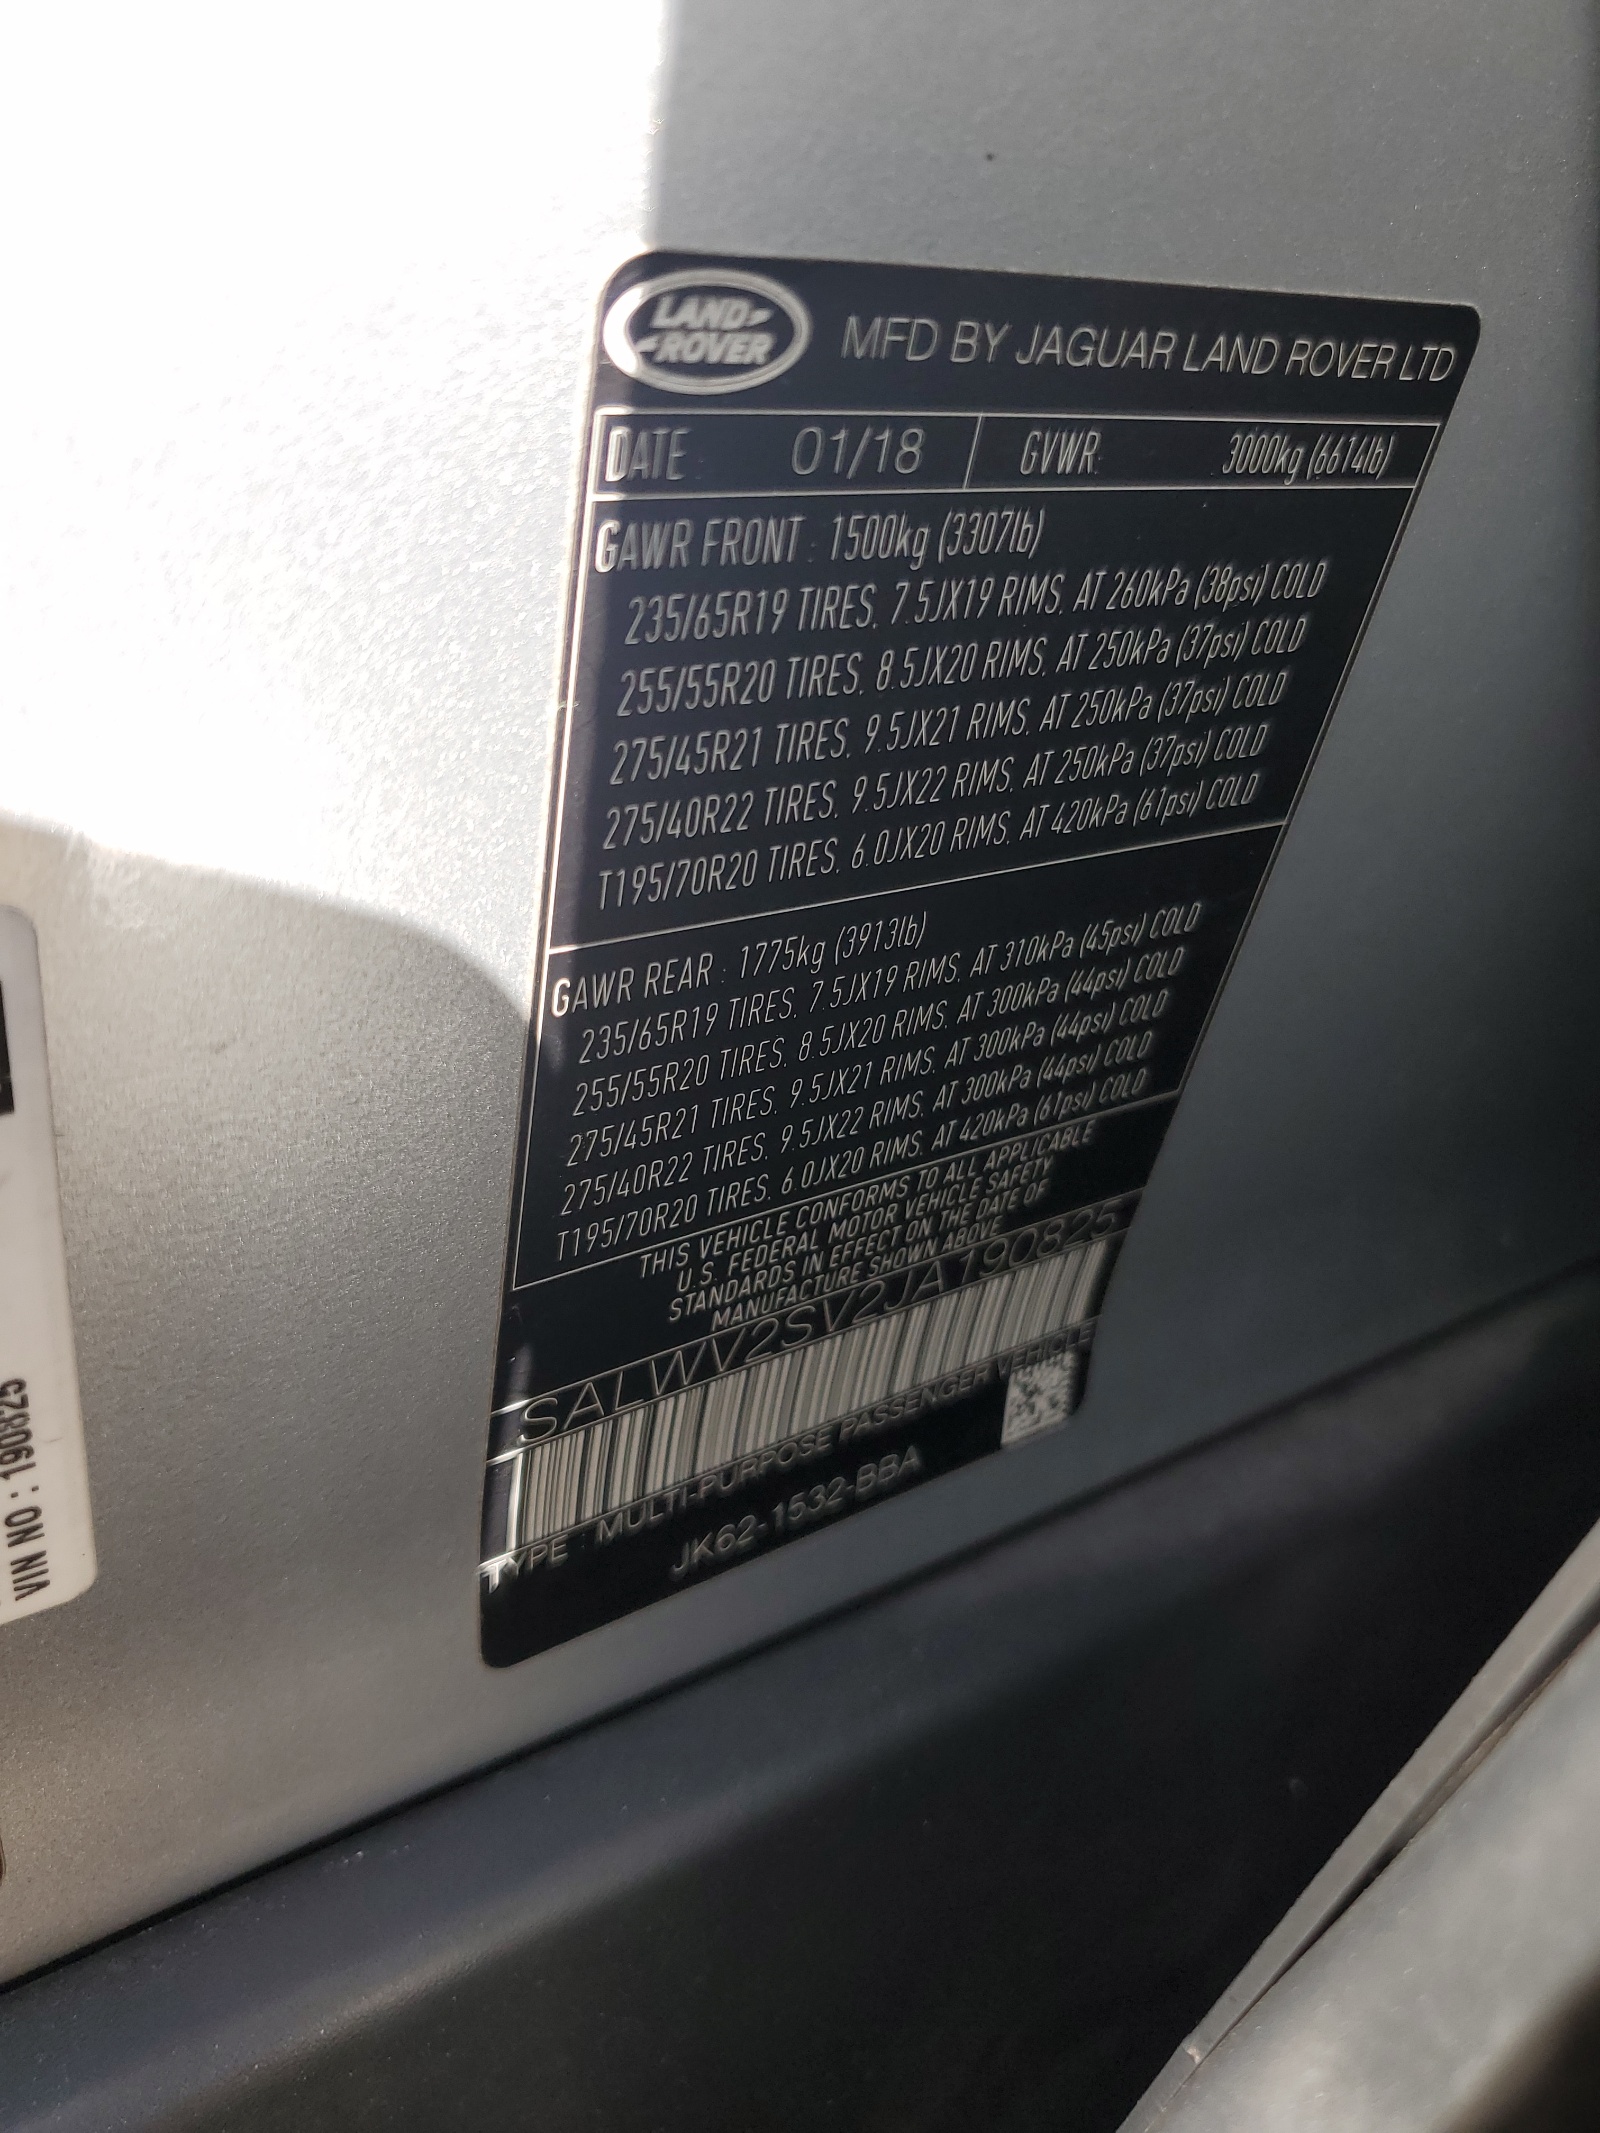 LAND
ROVER
MFD BY JAGUAR LAND ROVER LTD
DATE : 01/18 GVWR: 3000kg (6614lb)
GAWR FRONT : 1500kg (3307lb)
235/65R19 TIRES, 7.5JX19 RIMS, AT 260kPa (38psi) COLD
255/55R20 TIRES, 8.5JX20 RIMS, AT 250kPa (37psi) COLD
275/45R21 TIRES, 9.5JX21 RIMS, AT 250kPa (37psi) COLD
275/40R22 TIRES, 9.5JX22 RIMS, AT 250kPa (37psi) COLD
T195/70R20 TIRES, 6.0JX20 RIMS, AT 420kPa (61psi) COLD
GAWR REAR : 1775kg (3913lb)
235/65R19 TIRES, 7.5JX19 RIMS, AT 310kPa (45psi) COLD
255/55R20 TIRES, 8.5JX20 RIMS, AT 300kPa (44psi) COLD
275/45R21 TIRES, 9.5JX21 RIMS, AT 300kPa (44psi) COLD
275/40R22 TIRES, 9.5JX22 RIMS, AT 300kPa (44psi) COLD
T195/70R20 TIRES, 6.0JX20 RIMS, AT 420kPa (61psi) COLD
THIS VEHICLE CONFORMS TO ALL APPLICABLE
U.S. FEDERAL MOTOR VEHICLE SAFETY
STANDARDS IN EFFECT ON THE DATE OF
MANUFACTURE SHOWN ABOVE
SALWV2SV2JA190825
TYPE : MULTI-PURPOSE PASSENGER VEHICLE
JK62-1532-BBA
VIN NO : 190825